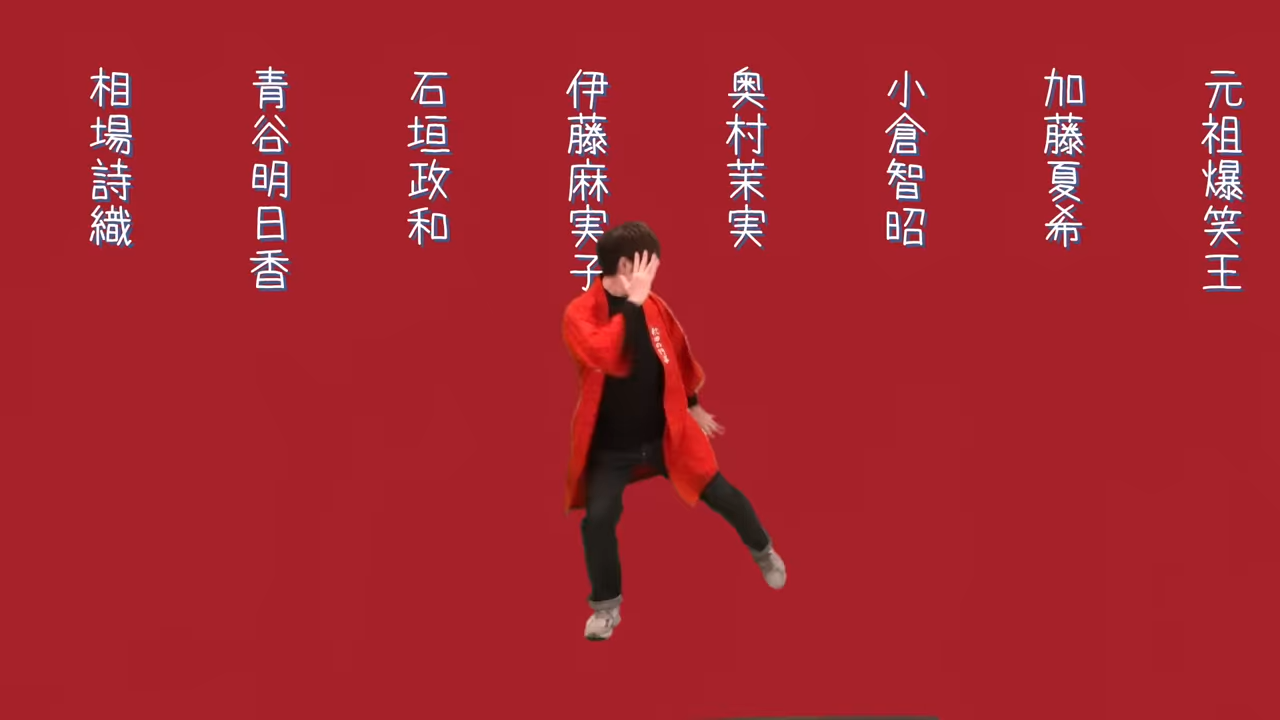 元祖爆笑王
加藤夏希
小倉智昭
奥村茉実
伊藤麻実子
石垣政和
青谷明日香
相場詩織